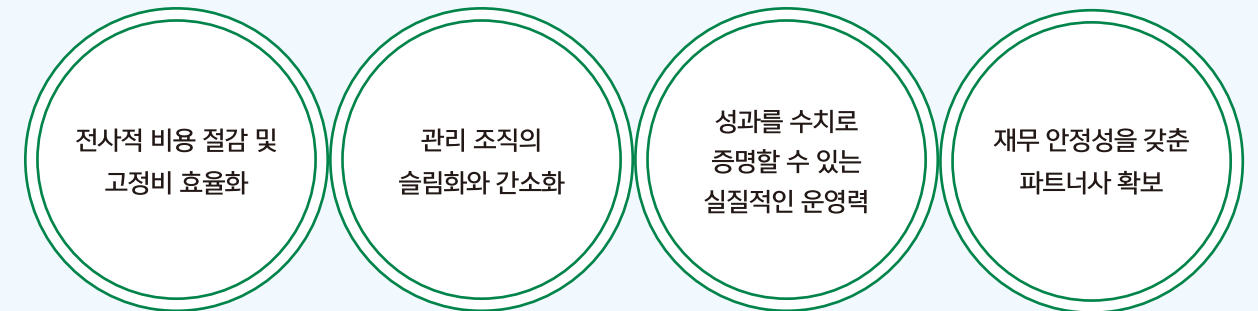 전사적 비용 절감 및
고정비 효율화
관리 조직의
슬림화와 간소화
성과를 수치로
증명할 수 있는
실질적인 운영력
재무 안정성을 갖춘
파트너사 확보